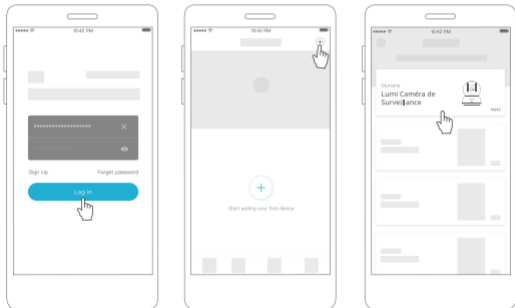 10:42 PM
******************
Sign Up
Forget password
Log in
10:42 PM
Start adding your first device
10:42 PM
Lumi Caméra de
Surveillance